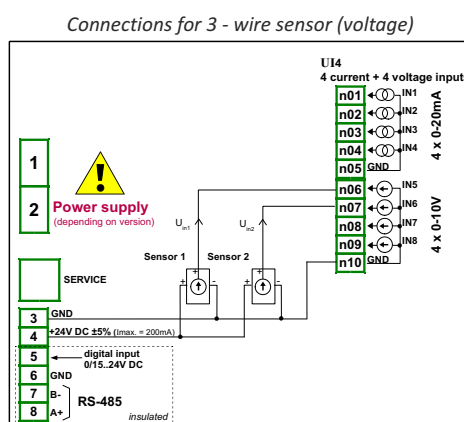 Connections for 3 - wire sensor (voltage)
UI4
4 current + 4 voltage inputs
n01 IN1
n02 IN2
n03 IN3
n04 IN4
n05 GND
4 x 0-20mA
n06 IN5
n07 IN6
n08 IN7
n09 IN8
n10 GND
4 x 0-10V
1
2
Power supply
(depending on version)
Uin1
Uin2
Sensor 1
Sensor 2
+ -
+ -
SERVICE
3 GND
4 +24V DC ±5% (Imax. = 200mA)
5 digital input
0/15..24V DC
6 GND
7 B-
8 A+
RS-485
insulated